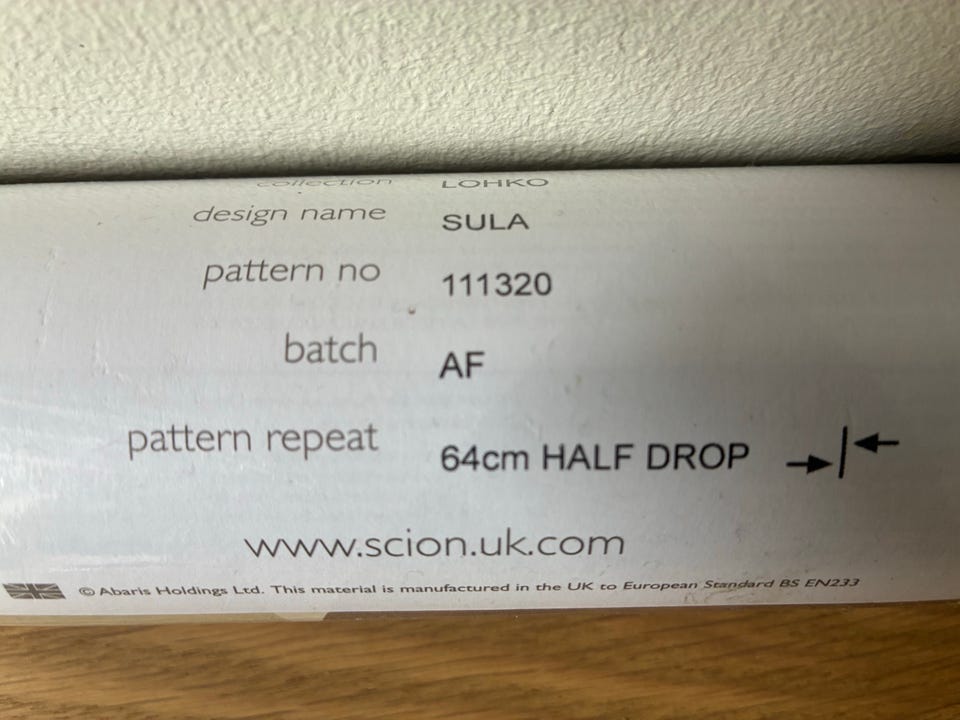 collection LOHKO
design name SULA
pattern no 111320
batch AF
pattern repeat 64cm HALF DROP
www.scion.uk.com
© Abaris Holdings Ltd. This material is manufactured in the UK to European Standard BS EN233